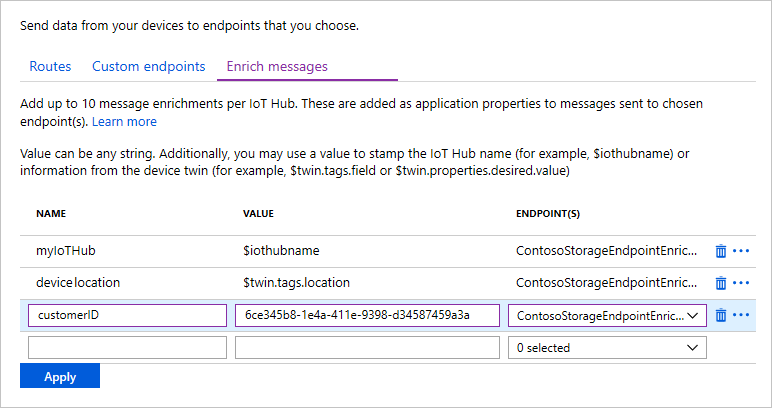 Send data from your devices to endpoints that you choose.
Routes Custom endpoints Enrich messages
Add up to 10 message enrichments per IoT Hub. These are added as application properties to messages sent to chosen
endpoint(s). Learn more
Value can be any string. Additionally, you may use a value to stamp the IoT Hub name (for example, $iothubname) or
information from the device twin (for example, $twin.tags.field or $twin.properties.desired.value)
NAME VALUE ENDPOINT(S)
myIoTHub $iothubname ContosoStorageEndpointEnric...
devicelocation $twin.tags.location ContosoStorageEndpointEnric...
customerID 6ce345b8-1e4a-411e-9398-d34587459a3a ContosoStorageEndpointEnric...
0 selected
Apply